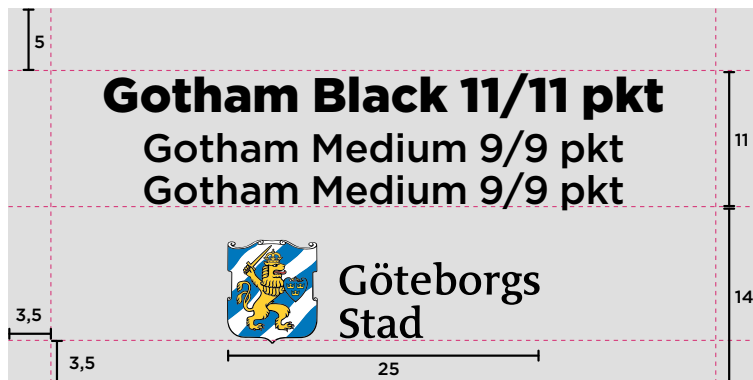 5
Gotham Black 11/11 pkt
11
Gotham Medium 9/9 pkt
Gotham Medium 9/9 pkt
Göteborgs
Stad
14
3,5
3,5
25